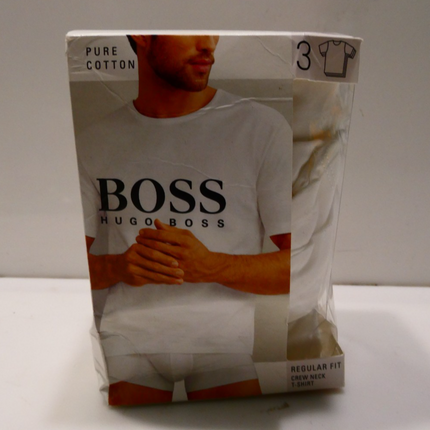 PURE
COTTON
3
BOSS
HUGO BOSS
REGULAR FIT
CREW NECK
T-SHIRT